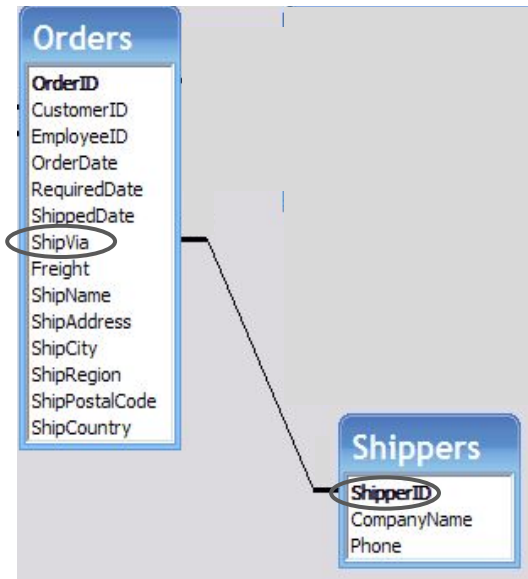 Orders
OrderID
CustomerID
EmployeeID
OrderDate
RequiredDate
ShippedDate
ShipVia
Freight
ShipName
ShipAddress
ShipCity
ShipRegion
ShipPostalCode
ShipCountry
Shippers
ShipperID
CompanyName
Phone